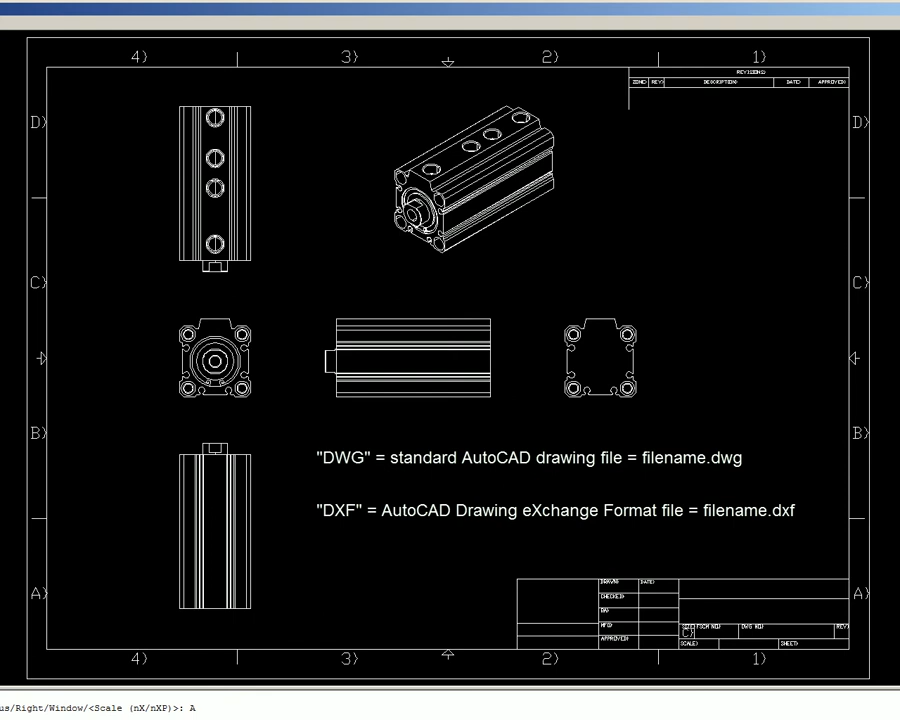 4) 3) 2) 1)
REVISIONS)
ZONE) REV) DESCRIPTION) DATE) APPROVED)
D) D)
C) C)
B) B)
"DWG" = standard AutoCAD drawing file = filename.dwg
"DXF" = AutoCAD Drawing eXchange Format file = filename.dxf
A) A)
DRAWN) DATE)
CHECKED)
QA)
MFG)
APPROVED)
SIZE) FSCM NO) DWG NO) REV)
C)
SCALE) SHEET)
4) 3) 2) 1)
us/Right/Window/<Scale (nX/nXP)>: A